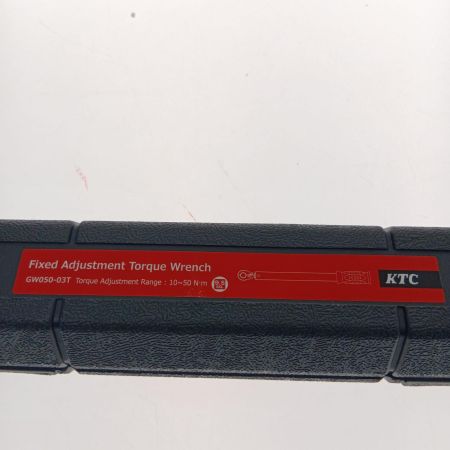 Fixed Adjustment Torque Wrench
GW050-03T Torque Adjustment Range : 10~50 N·m
KTC